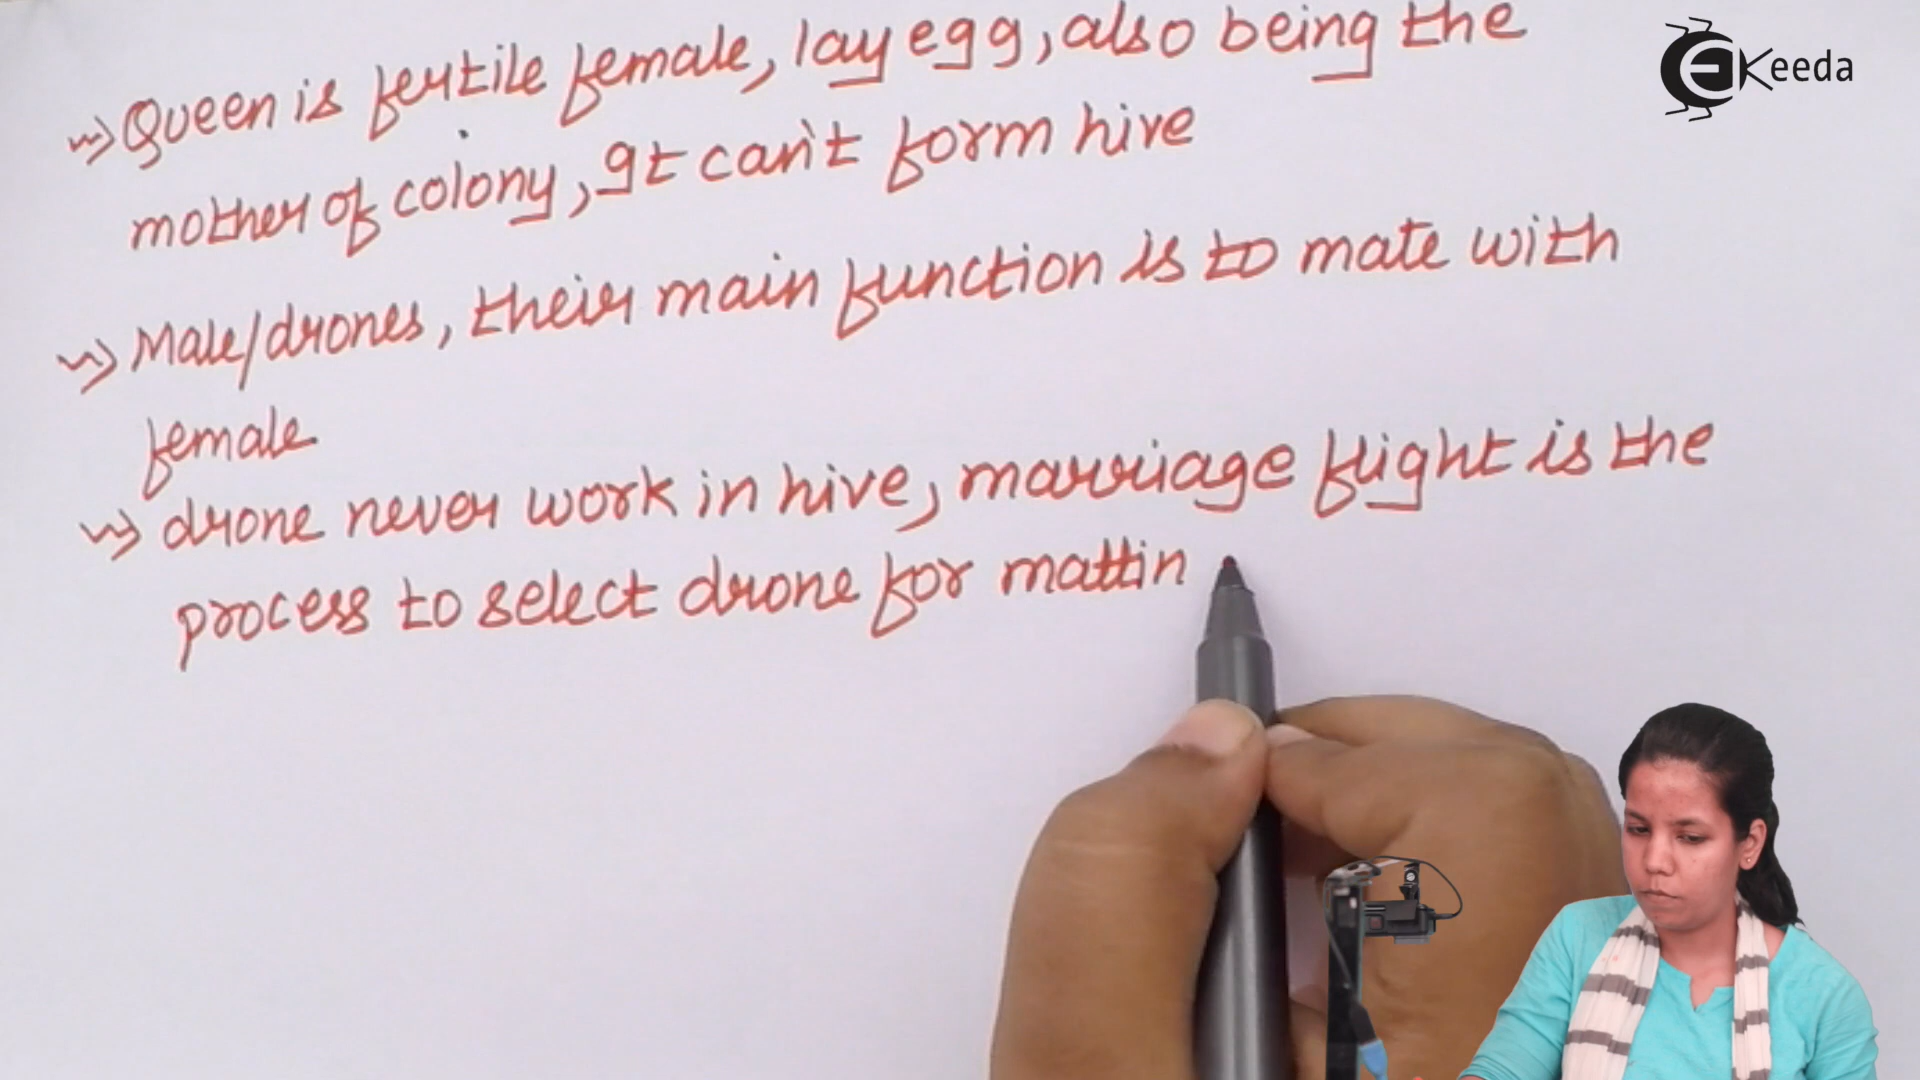 Queen is fertile female, lay egg, also being the
mother of colony, It can't form hive
Male/drones, their main function is to mate with
female
drone never work in hive, marriage flight is the
process to select drone for mattin
EKeeda